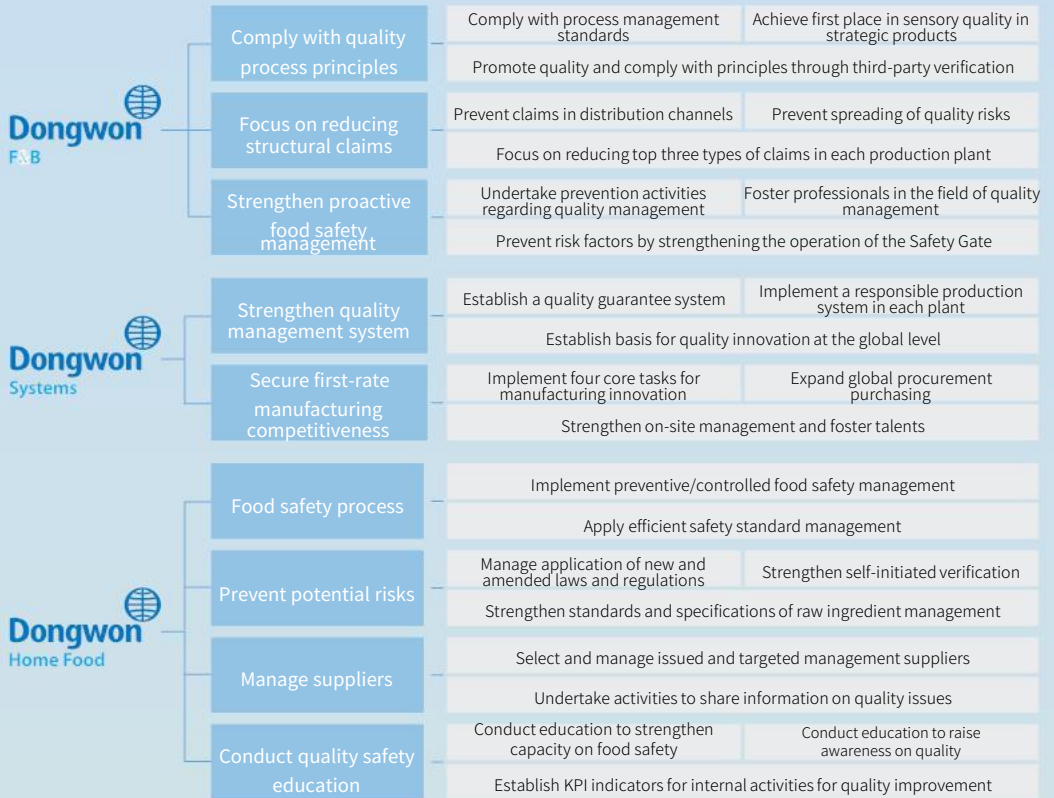 Dongwon
F&B
Comply with quality
process principles
Comply with process management
standards
Achieve first place in sensory quality in
strategic products
Promote quality and comply with principles through third-party verification
Focus on reducing
structural claims
Prevent claims in distribution channels
Prevent spreading of quality risks
Focus on reducing top three types of claims in each production plant
Strengthen proactive
food safety
management
Undertake prevention activities
regarding quality management
Foster professionals in the field of quality
management
Prevent risk factors by strengthening the operation of the Safety Gate
Dongwon
Systems
Strengthen quality
management system
Establish a quality guarantee system
Implement a responsible production
system in each plant
Establish basis for quality innovation at the global level
Secure first-rate
manufacturing
competitiveness
Implement four core tasks for
manufacturing innovation
Expand global procurement
purchasing
Strengthen on-site management and foster talents
Dongwon
Home Food
Food safety process
Implement preventive/controlled food safety management
Apply efficient safety standard management
Prevent potential risks
Manage application of new and
amended laws and regulations
Strengthen self-initiated verification
Strengthen standards and specifications of raw ingredient management
Manage suppliers
Select and manage issued and targeted management suppliers
Undertake activities to share information on quality issues
Conduct quality safety
education
Conduct education to strengthen
capacity on food safety
Conduct education to raise
awareness on quality
Establish KPI indicators for internal activities for quality improvement